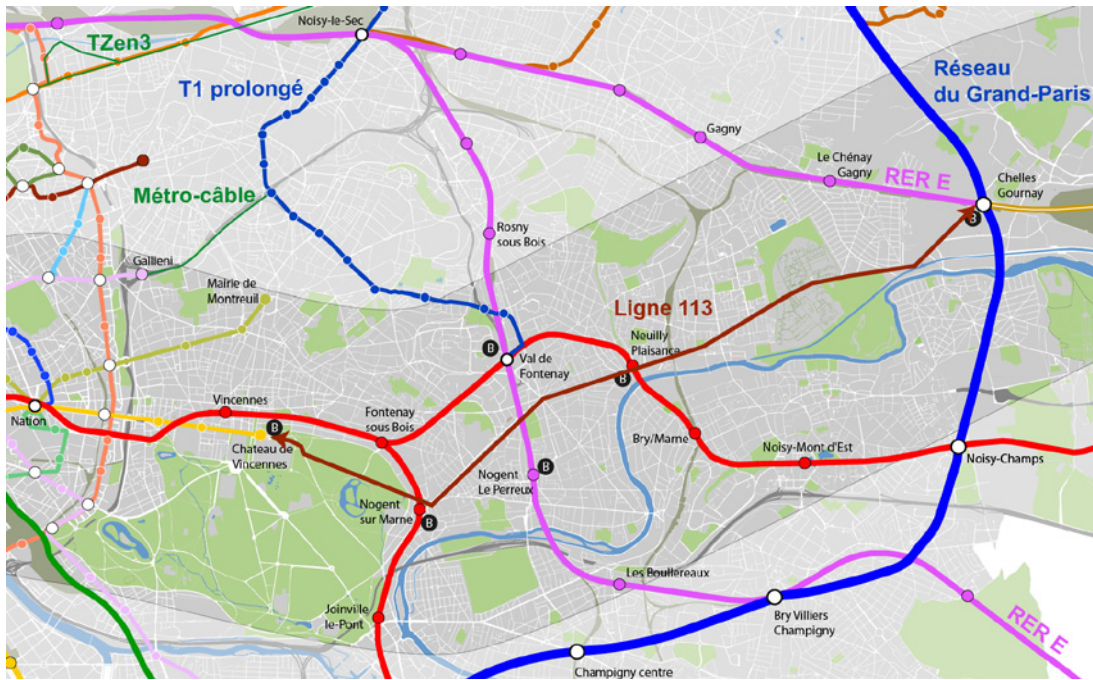 Noisy-le-Sec
TZen3
T1 prolongé
Réseau
du Grand-Paris
Gagny
Le Chénay
Gagny
RER E
Chelles
Gournay
B
Métro-câble
Rosny
sous Bois
Gallieni
Mairie de
Montreuil
Ligne 113
Neuilly
Plaisance
B
B
Val de
Fontenay
Vincennes
Nation
Fontenay
sous Bois
B
Chateau de
Vincennes
Bry/Marne
Noisy-Mont d'Est
Noisy-Champs
Nogent
Le Perreux
B
Nogent
sur Marne
B
Les Boullereaux
Joinville
le-Pont
Bry Villiers
Champigny
RER E
Champigny centre